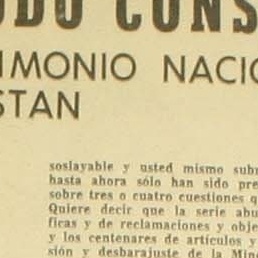 ODO CONS
IMONIO NACIO
STAN
soslayable y usted mismo subr
hasta ahora sólo han sido pre
sobre tres o cuatro cuestiones q
Quiere decir que la serie abu
ficas y de reclamaciones y obje
y los centenares de artículos y
sión y desbarajuste de la Mine